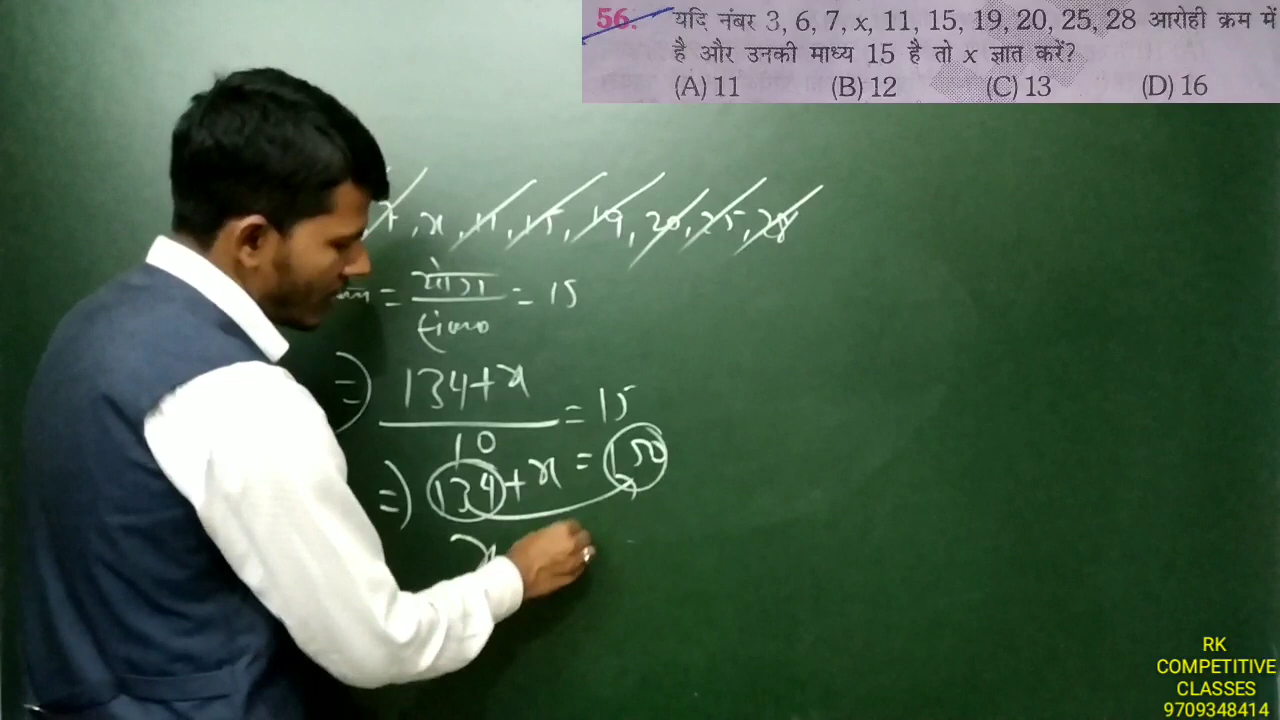 56. यदि नंबर 3, 6, 7, x, 11, 15, 19, 20, 25, 28 आरोही क्रम में
है और उनकी माध्य 15 है तो x ज्ञात करें?
(A) 11 (B) 12 (C) 13 (D) 16
7, x, 11, 15, 19, 20, 25, 28
= योग = 15
134+x
= 15
10
=) 134+x = 150
x
RK
COMPETITIVE
CLASSES
9709348414